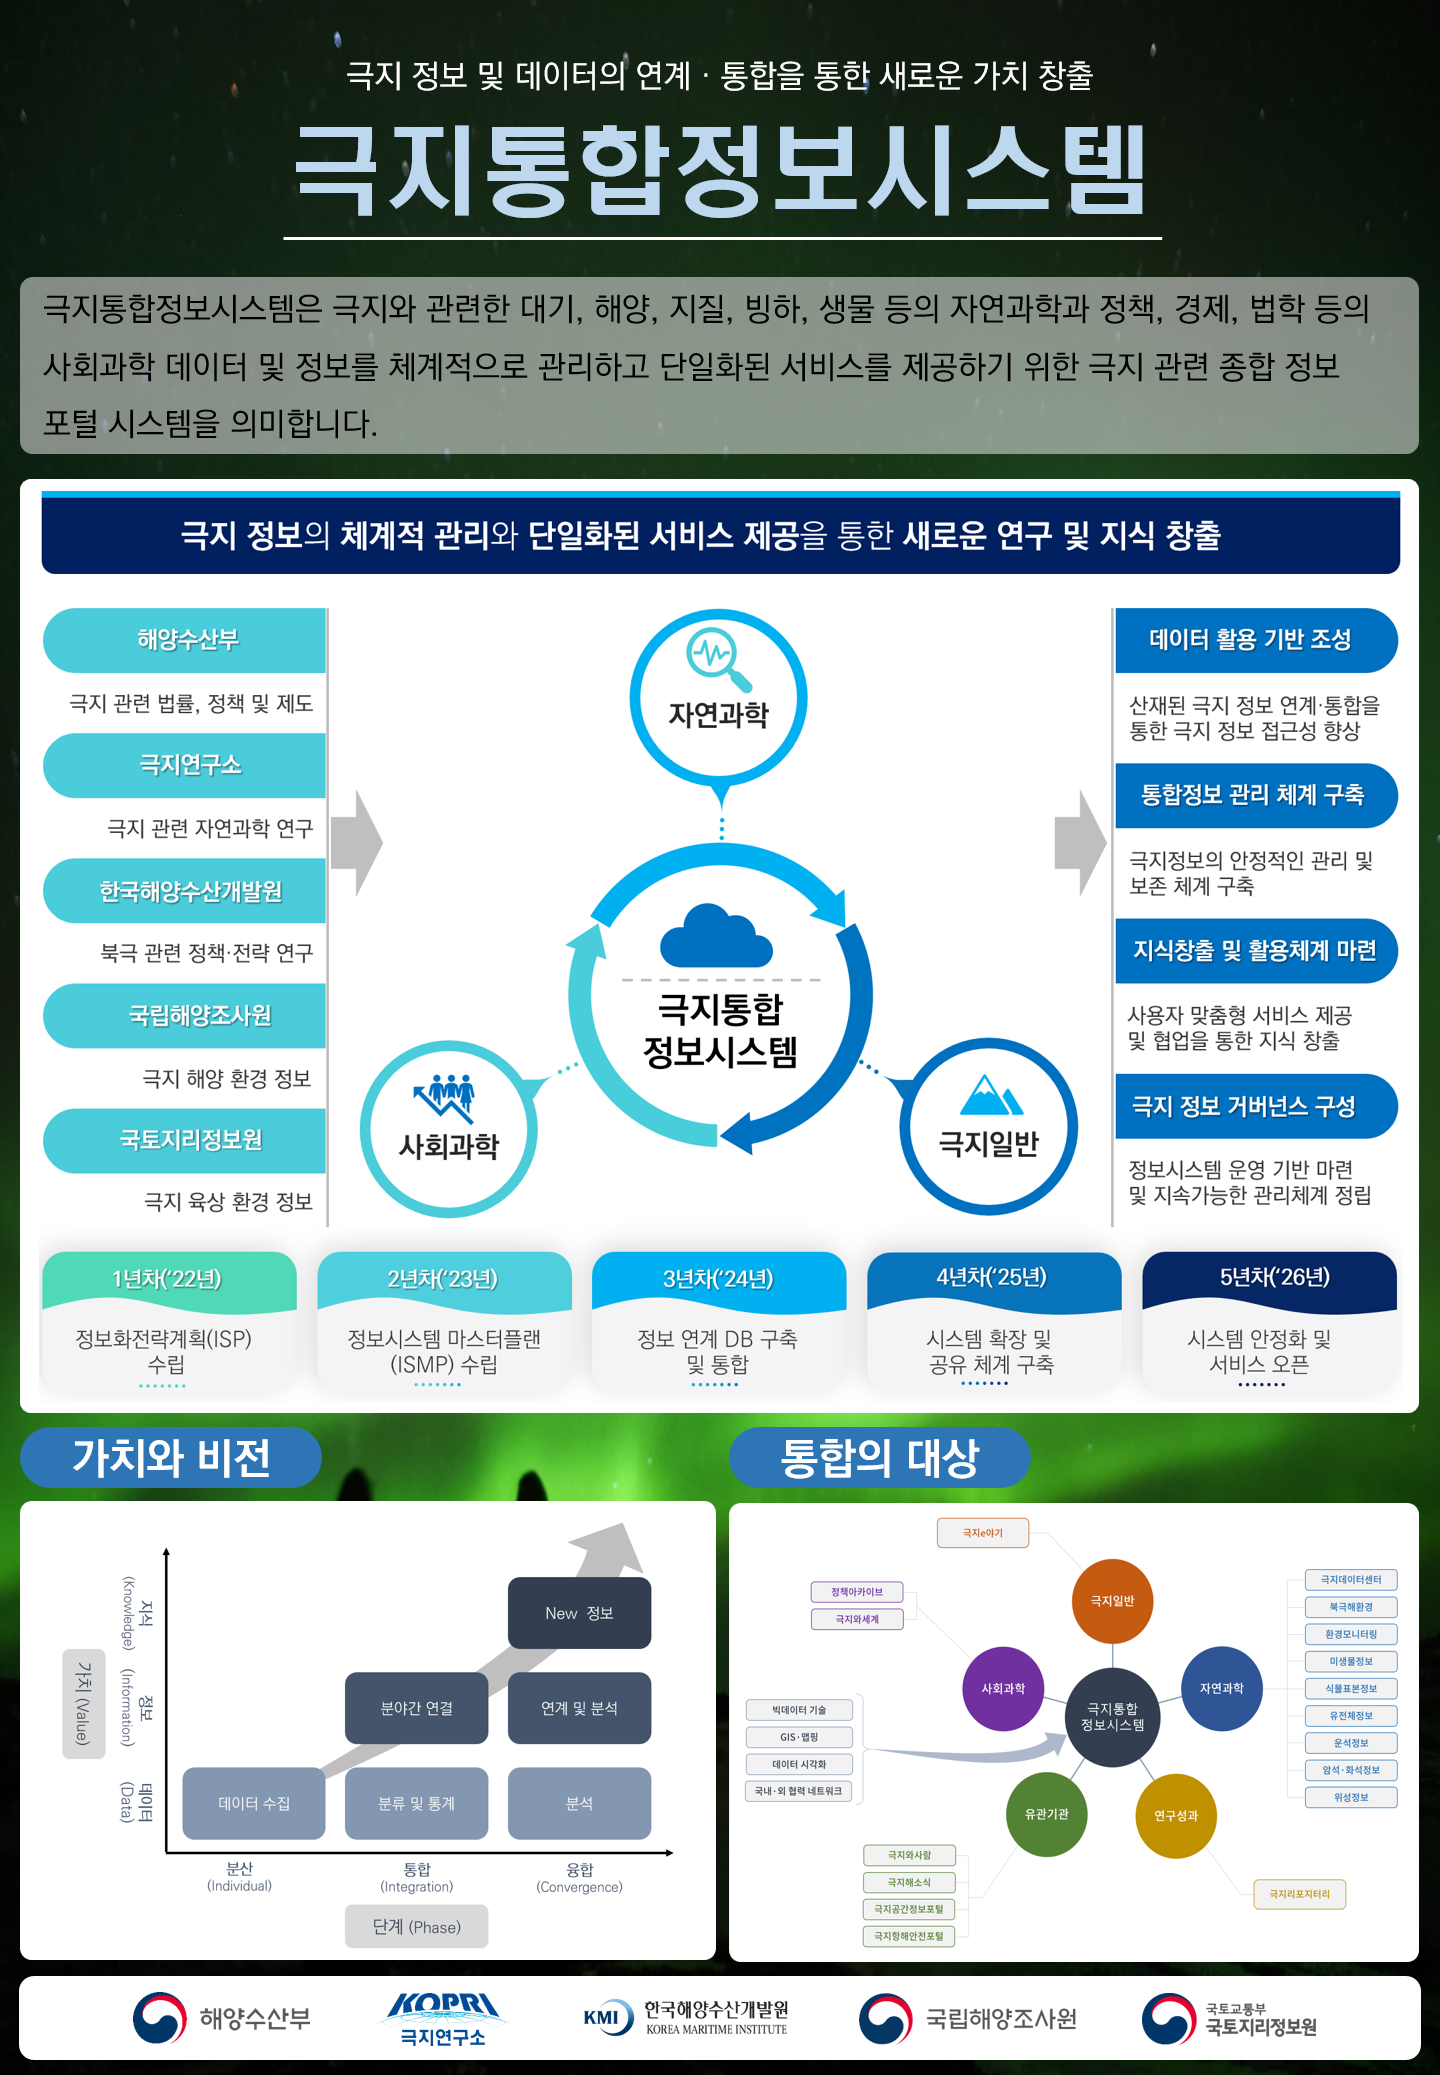 극지 정보 및 데이터의 연계 · 통합을 통한 새로운 가치 창출
극지통합정보시스템
극지통합정보시스템은 극지와 관련한 대기, 해양, 지질, 빙하, 생물 등의 자연과학과 정책, 경제, 법학 등의
사회과학 데이터 및 정보를 체계적으로 관리하고 단일화된 서비스를 제공하기 위한 극지 관련 종합 정보
포털 시스템을 의미합니다.
극지 정보의 체계적 관리와 단일화된 서비스 제공을 통한 새로운 연구 및 지식 창출
해양수산부
극지 관련 법률, 정책 및 제도
극지연구소
극지 관련 자연과학 연구
한국해양수산개발원
북극 관련 정책·전략 연구
국립해양조사원
극지 해양 환경 정보
국토지리정보원
극지 육상 환경 정보
자연과학
극지통합
정보시스템
사회과학
극지일반
데이터 활용 기반 조성
산재된 극지 정보 연계·통합을
통한 극지 정보 접근성 향상
통합정보 관리 체계 구축
극지정보의 안정적인 관리 및
보존 체계 구축
지식창출 및 활용체계 마련
사용자 맞춤형 서비스 제공
및 협업을 통한 지식 창출
극지 정보 거버넌스 구성
정보시스템 운영 기반 마련
및 지속가능한 관리체계 정립
1년차('22년)
정보화전략계획(ISP)
수립
2년차('23년)
정보시스템 마스터플랜
(ISMP) 수립
3년차('24년)
정보 연계 DB 구축
및 통합
4년차('25년)
시스템 확장 및
공유 체계 구축
5년차('26년)
시스템 안정화 및
서비스 오픈
가치와 비전
가치 (Value)
지식
(Knowledge)
정보
(Information)
데이터
(Data)
New 정보
분야간 연결
연계 및 분석
데이터 수집
분류 및 통계
분석
분산
(Individual)
통합
(Integration)
융합
(Convergence)
단계 (Phase)
통합의 대상
극지e야기
극지일반
정책아카이브
극지와세계
사회과학
극지통합
정보시스템
자연과학
극지데이터센터
북극해환경
환경모니터링
미생물정보
식물표본정보
유전체정보
운석정보
암석·화석정보
위성정보
빅데이터 기술
GIS·맵핑
데이터 시각화
국내·외 협력 네트워크
유관기관
연구성과
극지와사람
극지해소식
극지공간정보포털
극지항해안전포털
극지리포지터리
해양수산부
KOPRI
극지연구소
KMI
한국해양수산개발원
KOREA MARITIME INSTITUTE
국립해양조사원
국토교통부
국토지리정보원